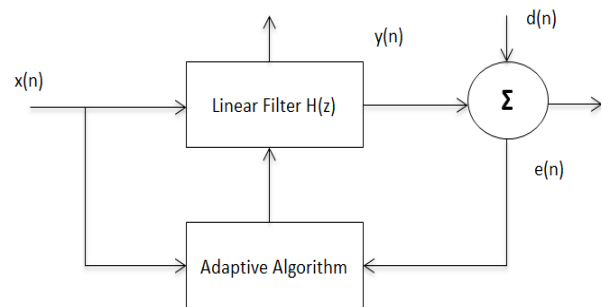 d(n)
y(n)
x(n)
Linear Filter H(z)
Σ
e(n)
Adaptive Algorithm